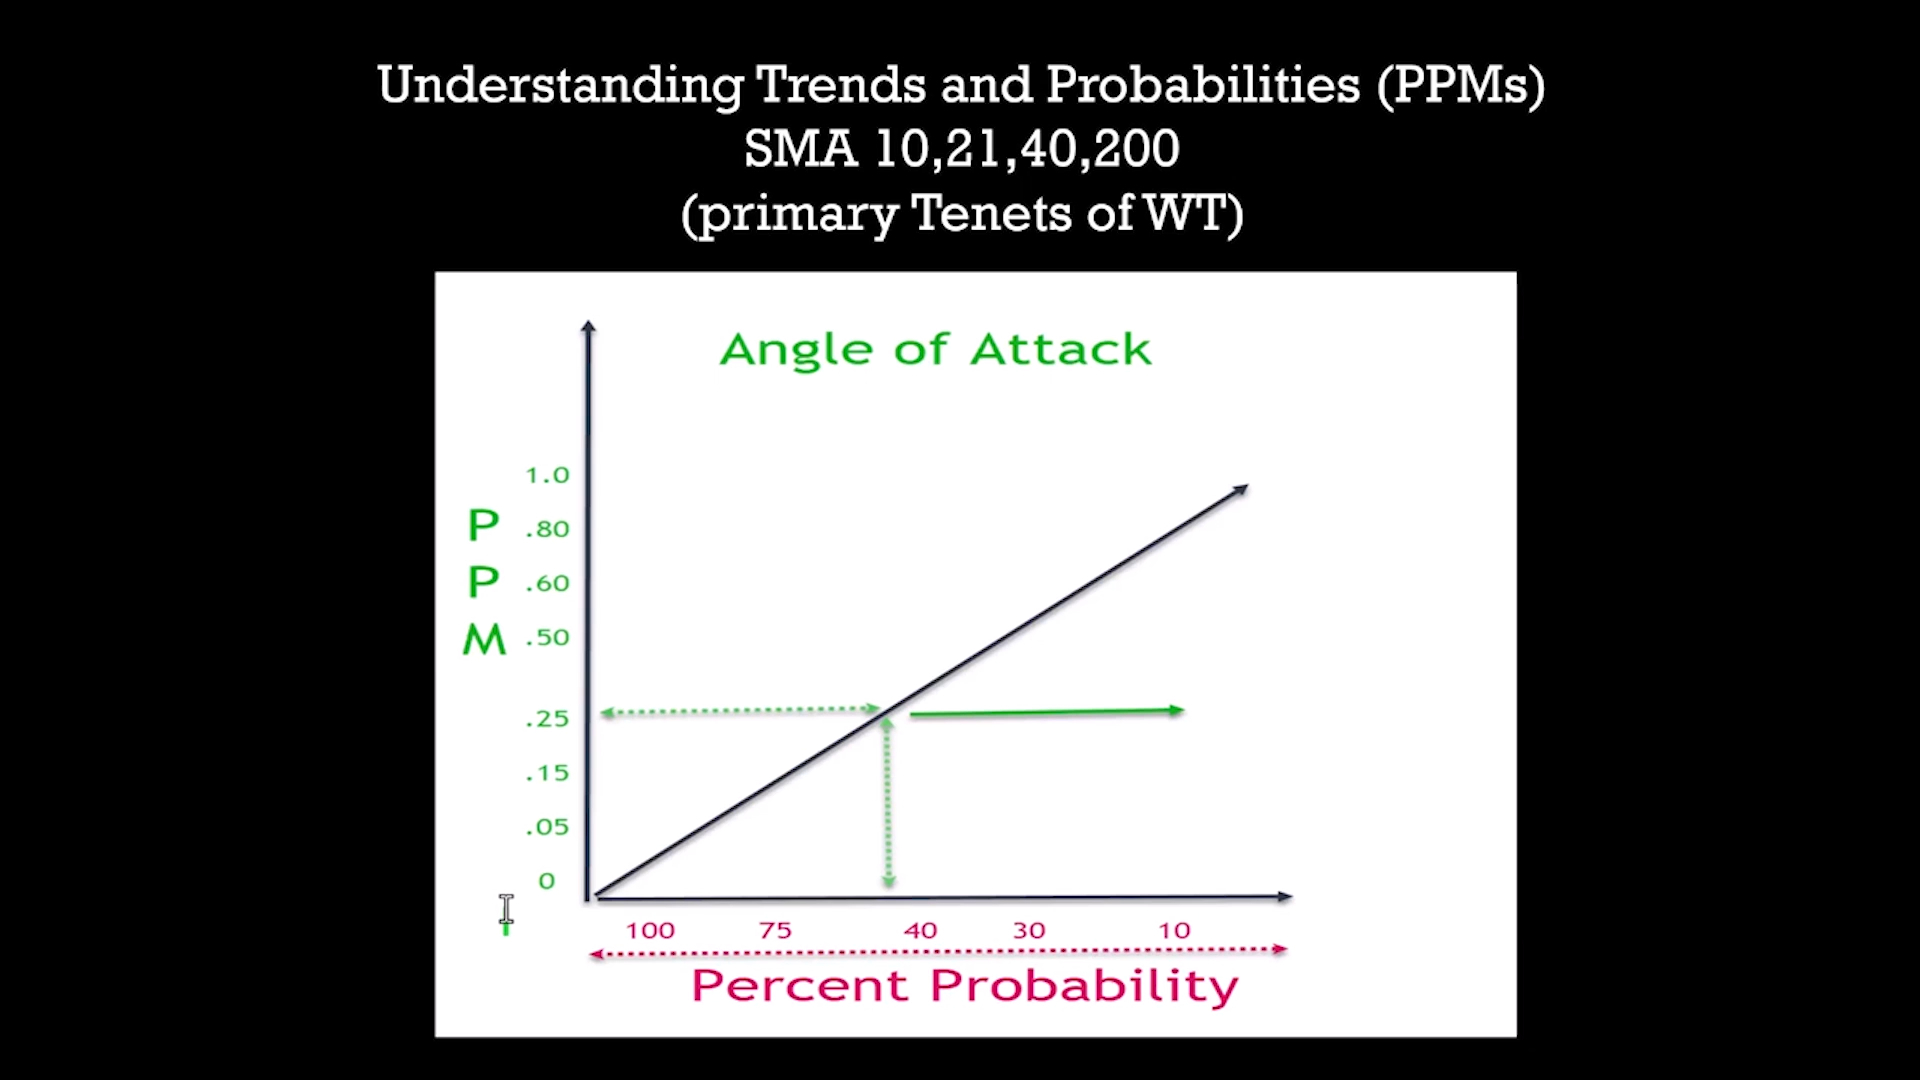 Understanding Trends and Probabilities (PPMs)
SMA 10,21,40,200
(primary Tenets of WT)
Angle of Attack
1.0
P .80
P .60
M .50
.25
.15
.05
0
100 75 40 30 10
Percent Probability